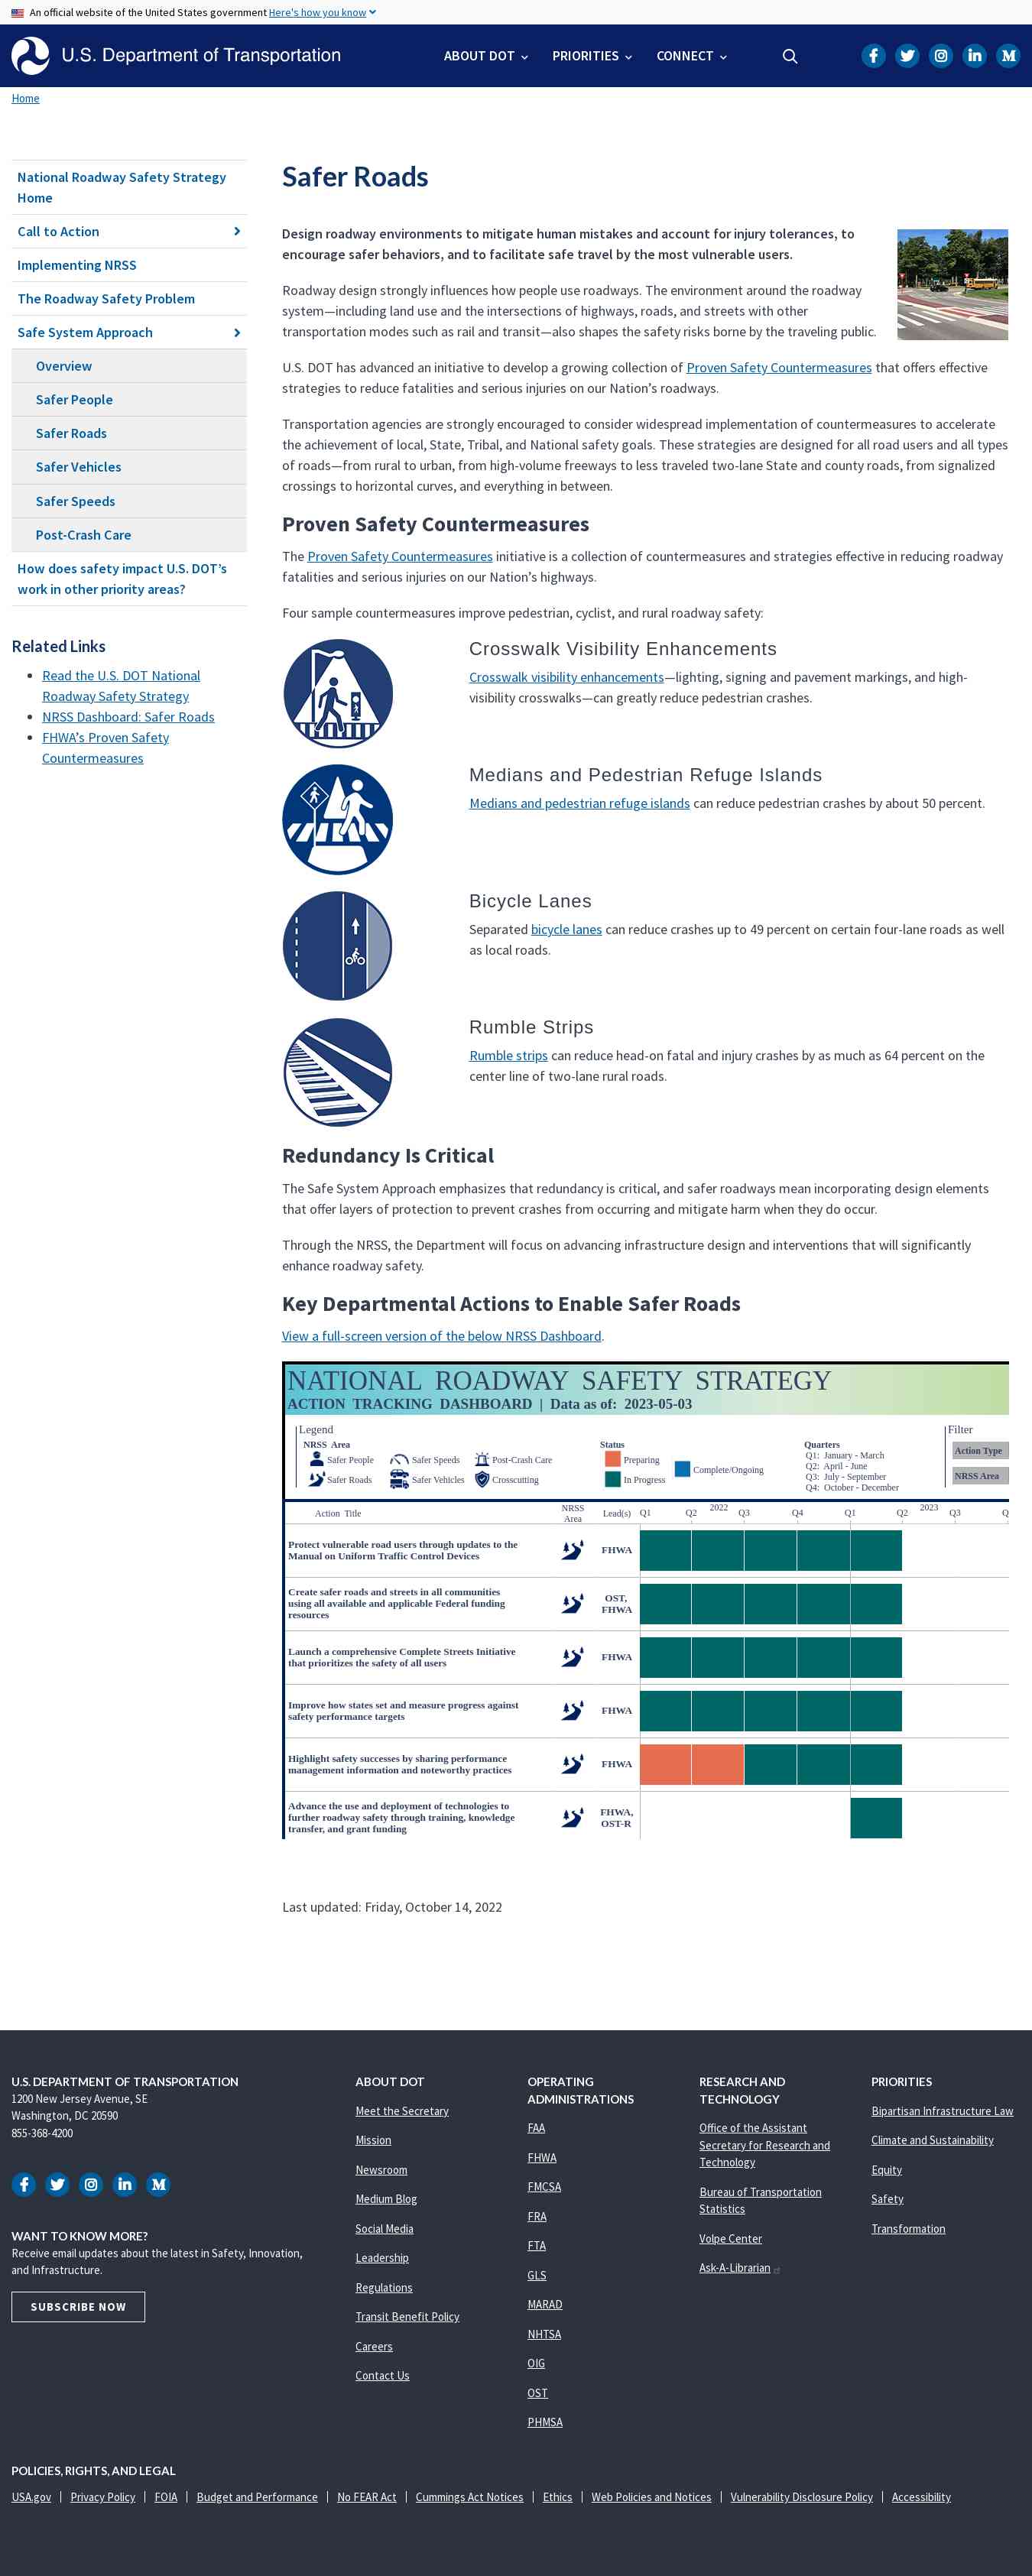 An official website of the United States government Here's how you know
U.S. Department of Transportation
ABOUT DOT
PRIORITIES
CONNECT
Home
National Roadway Safety Strategy
Home
Call to Action
Implementing NRSS
The Roadway Safety Problem
Safe System Approach
Overview
Safer People
Safer Roads
Safer Vehicles
Safer Speeds
Post-Crash Care
How does safety impact U.S. DOT’s
work in other priority areas?
Related Links
Read the U.S. DOT National
Roadway Safety Strategy
NRSS Dashboard: Safer Roads
FHWA’s Proven Safety
Countermeasures
Safer Roads
Design roadway environments to mitigate human mistakes and account for injury tolerances, to
encourage safer behaviors, and to facilitate safe travel by the most vulnerable users.
Roadway design strongly influences how people use roadways. The environment around the roadway
system—including land use and the intersections of highways, roads, and streets with other
transportation modes such as rail and transit—also shapes the safety risks borne by the traveling public.
U.S. DOT has advanced an initiative to develop a growing collection of Proven Safety Countermeasures that offers effective
strategies to reduce fatalities and serious injuries on our Nation’s roadways.
Transportation agencies are strongly encouraged to consider widespread implementation of countermeasures to accelerate
the achievement of local, State, Tribal, and National safety goals. These strategies are designed for all road users and all types
of roads—from rural to urban, from high-volume freeways to less traveled two-lane State and county roads, from signalized
crossings to horizontal curves, and everything in between.
Proven Safety Countermeasures
The Proven Safety Countermeasures initiative is a collection of countermeasures and strategies effective in reducing roadway
fatalities and serious injuries on our Nation’s highways.
Four sample countermeasures improve pedestrian, cyclist, and rural roadway safety:
Crosswalk Visibility Enhancements
Crosswalk visibility enhancements—lighting, signing and pavement markings, and high-
visibility crosswalks—can greatly reduce pedestrian crashes.
Medians and Pedestrian Refuge Islands
Medians and pedestrian refuge islands can reduce pedestrian crashes by about 50 percent.
Bicycle Lanes
Separated bicycle lanes can reduce crashes up to 49 percent on certain four-lane roads as well
as local roads.
Rumble Strips
Rumble strips can reduce head-on fatal and injury crashes by as much as 64 percent on the
center line of two-lane rural roads.
Redundancy Is Critical
The Safe System Approach emphasizes that redundancy is critical, and safer roadways mean incorporating design elements
that offer layers of protection to prevent crashes from occurring and mitigate harm when they do occur.
Through the NRSS, the Department will focus on advancing infrastructure design and interventions that will significantly
enhance roadway safety.
Key Departmental Actions to Enable Safer Roads
View a full-screen version of the below NRSS Dashboard.
NATIONAL ROADWAY SAFETY STRATEGY
ACTION TRACKING DASHBOARD | Data as of: 2023-05-03
Legend
Filter
NRSS Area
Status
Quarters
Safer People
Safer Speeds
Post-Crash Care
Safer Roads
Safer Vehicles
Crosscutting
Preparing
In Progress
Complete/Ongoing
Q1: January - March
Q2: April - June
Q3: July - September
Q4: October - December
Action Type
NRSS Area
Action Title
NRSS
Area
Lead(s)
2022
2023
Q1 Q2 Q3 Q4 Q1 Q2 Q3 Q
Protect vulnerable road users through updates to the
Manual on Uniform Traffic Control Devices
FHWA
Create safer roads and streets in all communities
using all available and applicable Federal funding
resources
OST,
FHWA
Launch a comprehensive Complete Streets Initiative
that prioritizes the safety of all users
FHWA
Improve how states set and measure progress against
safety performance targets
FHWA
Highlight safety successes by sharing performance
management information and noteworthy practices
FHWA
Advance the use and deployment of technologies to
further roadway safety through training, knowledge
transfer, and grant funding
FHWA,
OST-R
Last updated: Friday, October 14, 2022
U.S. DEPARTMENT OF TRANSPORTATION
1200 New Jersey Avenue, SE
Washington, DC 20590
855-368-4200
WANT TO KNOW MORE?
Receive email updates about the latest in Safety, Innovation,
and Infrastructure.
SUBSCRIBE NOW
ABOUT DOT
Meet the Secretary
Mission
Newsroom
Medium Blog
Social Media
Leadership
Regulations
Transit Benefit Policy
Careers
Contact Us
OPERATING
ADMINISTRATIONS
FAA
FHWA
FMCSA
FRA
FTA
GLS
MARAD
NHTSA
OIG
OST
PHMSA
RESEARCH AND
TECHNOLOGY
Office of the Assistant
Secretary for Research and
Technology
Bureau of Transportation
Statistics
Volpe Center
Ask-A-Librarian
PRIORITIES
Bipartisan Infrastructure Law
Climate and Sustainability
Equity
Safety
Transformation
POLICIES, RIGHTS, AND LEGAL
USA.gov | Privacy Policy | FOIA | Budget and Performance | No FEAR Act | Cummings Act Notices | Ethics | Web Policies and Notices | Vulnerability Disclosure Policy | Accessibility